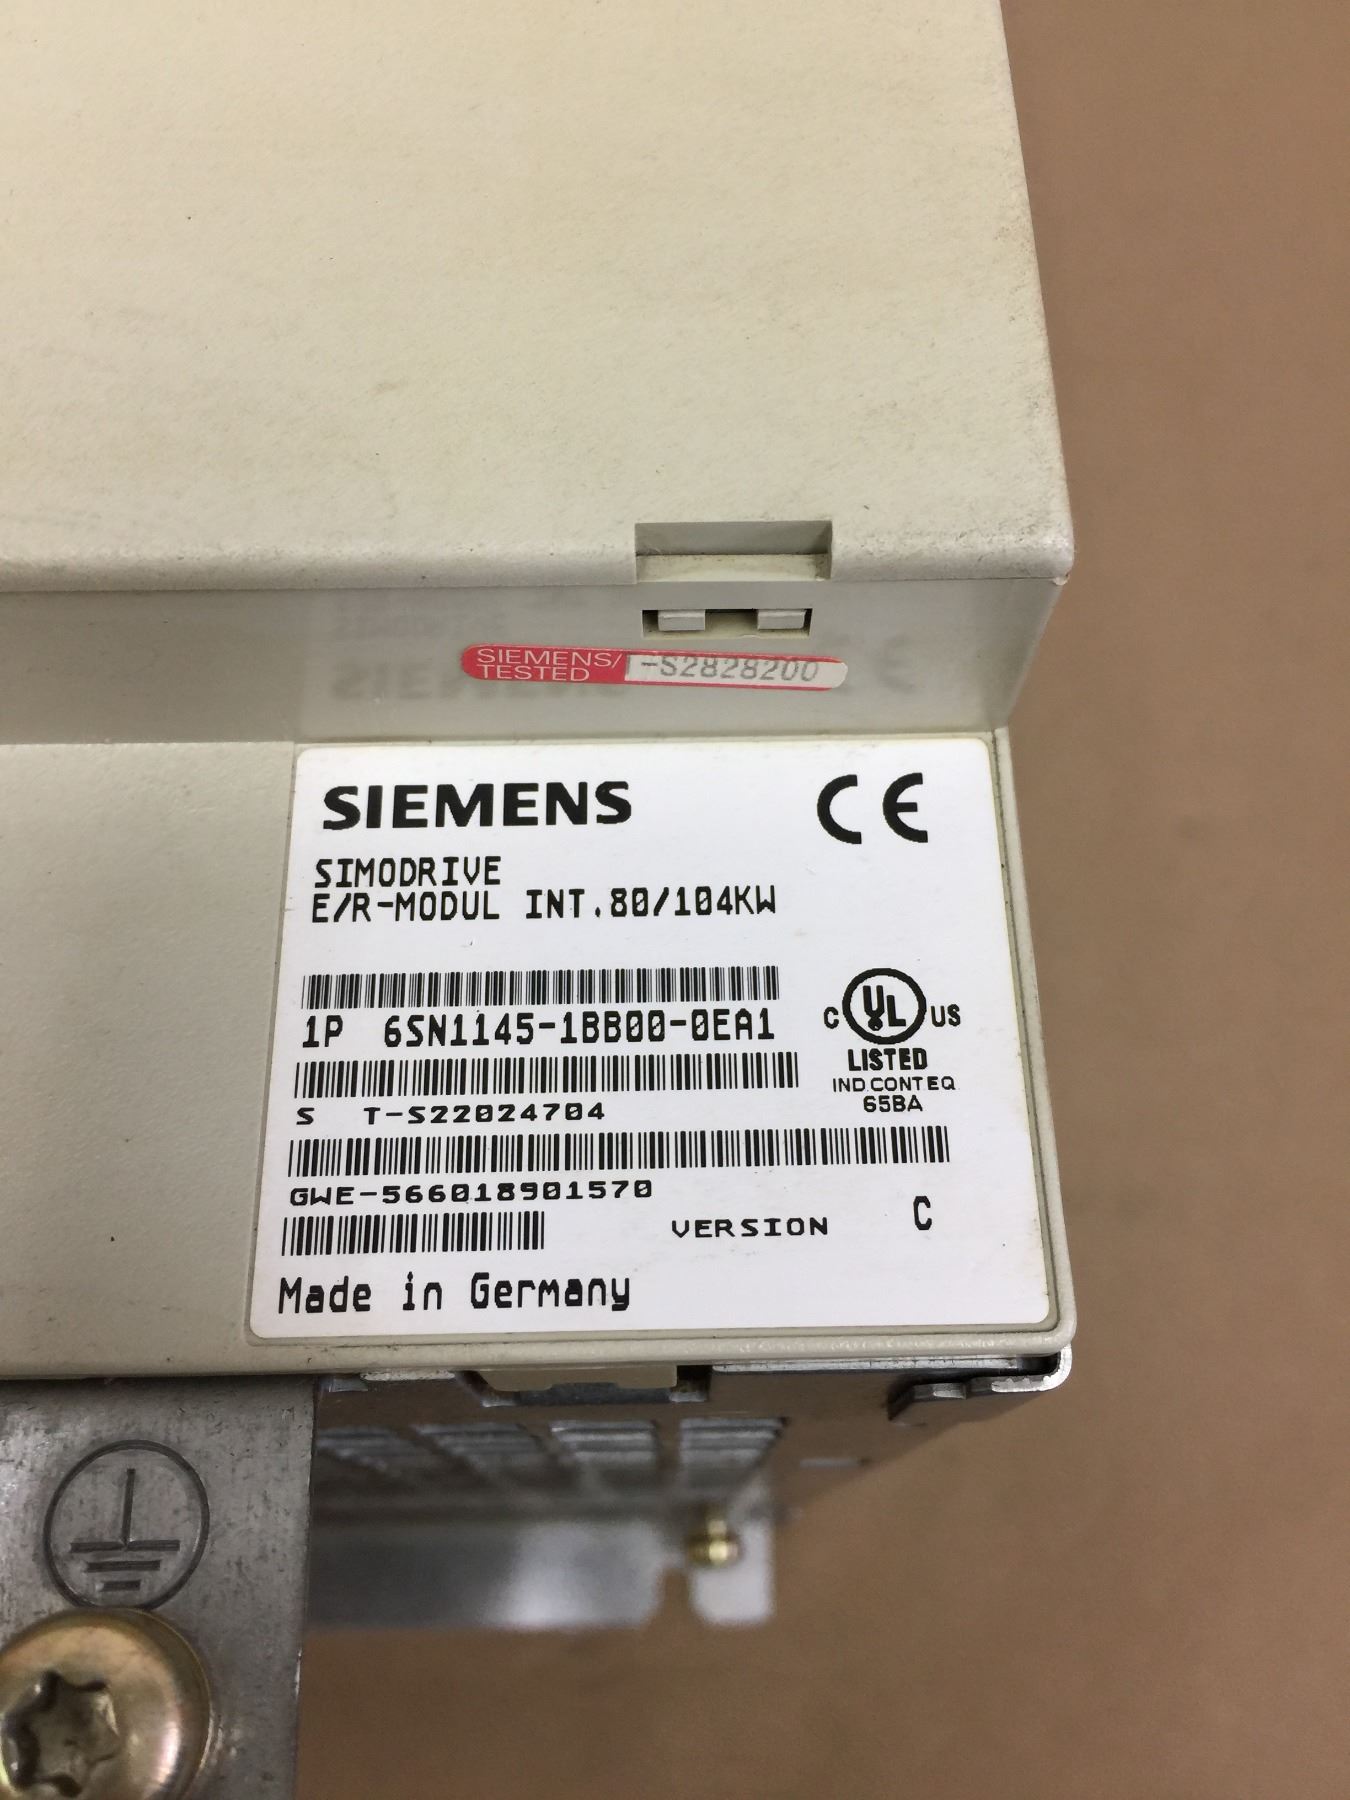 SIEMENS/
TESTED
-S2828200
SIEMENS
CE
SIMODRIVE
E/R-MODUL INT.80/104KW
1P 6SN1145-1BB00-0EA1
C UL US
LISTED
IND.CONT.EQ
65BA
S T-S22024704
GWE-566018901570
VERSION C
Made in Germany